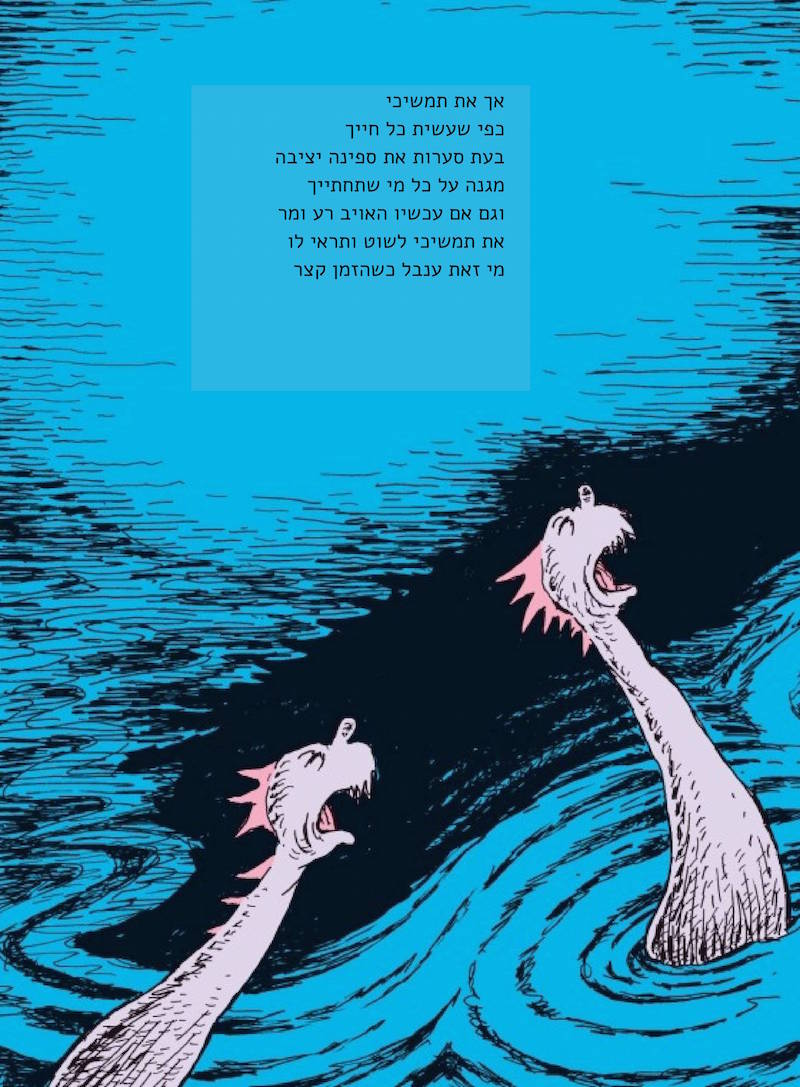 אך את תמשיכי
כפי שעשית כל חייך
בעת סערות את ספינה יציבה
מגנה על כל מי שתחתייך
וגם אם עכשיו האויב רע ומר
את תמשיכי לשוט ותראי לו
מי זאת ענבל כשהזמן קצר